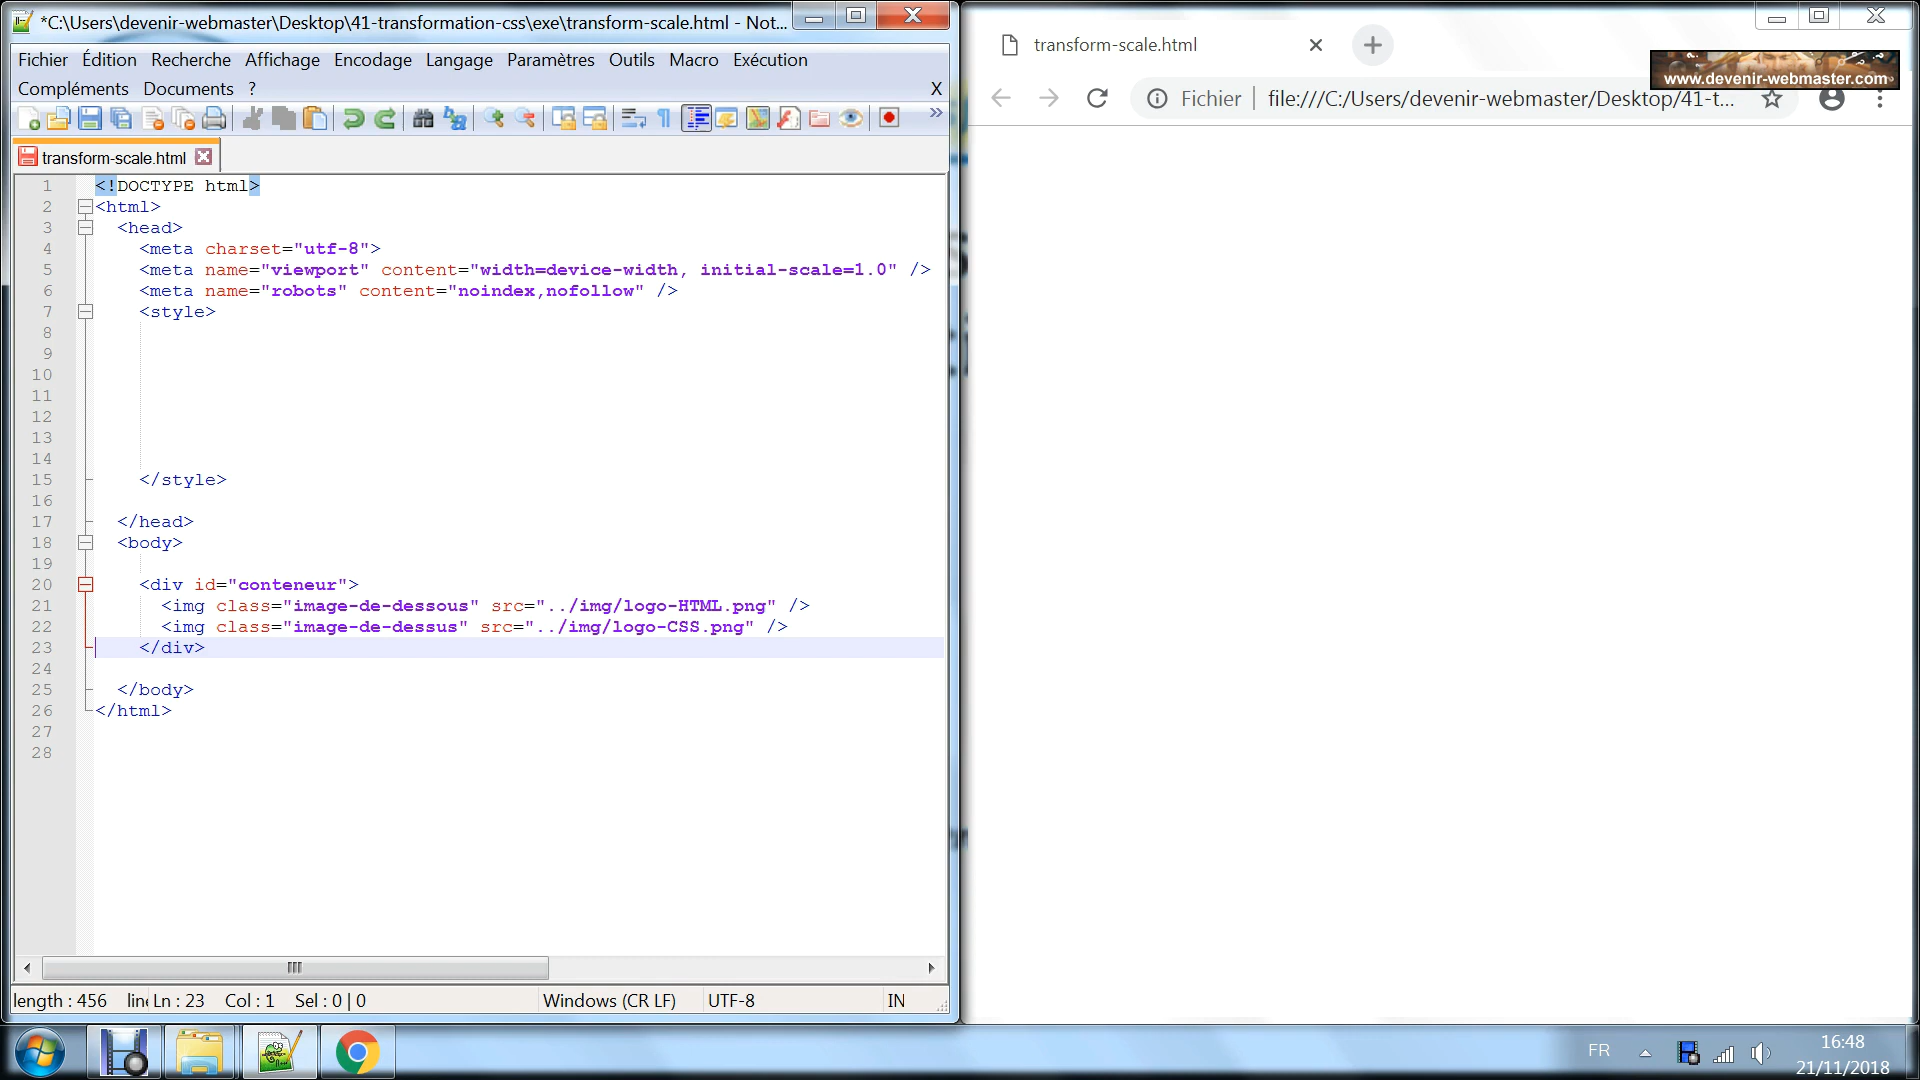 *C:\Users\devenir-webmaster\Desktop\41-transformation-css\exe\transform-scale.html - Not...
Fichier Édition Recherche Affichage Encodage Langage Paramètres Outils Macro Exécution
Compléments Documents ? X
transform-scale.html
1 <!DOCTYPE html>
2 <html>
3 <head>
4 <meta charset="utf-8">
5 <meta name="viewport" content="width=device-width, initial-scale=1.0" />
6 <meta name="robots" content="noindex,nofollow" />
7 <style>
8
9
10
11
12
13
14
15 </style>
16
17 </head>
18 <body>
19
20 <div id="conteneur">
21 <img class="image-de-dessous" src="../img/logo-HTML.png" />
22 <img class="image-de-dessus" src="../img/logo-CSS.png" />
23 </div>
24
25 </body>
26 </html>
27
28
length : 456 line Ln : 23 Col : 1 Sel : 0 | 0 Windows (CR LF) UTF-8 IN
transform-scale.html
www.devenir-webmaster.com
Fichier file:///C:/Users/devenir-webmaster/Desktop/41-t...
FR
16:48
21/11/2018